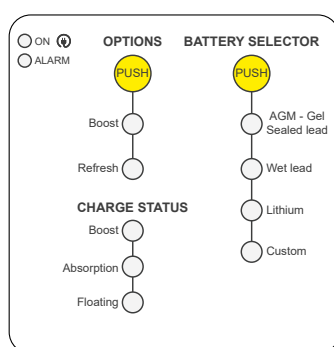 ON
ALARM
OPTIONS
PUSH
Boost
Refresh
CHARGE STATUS
Boost
Absorption
Floating
BATTERY SELECTOR
PUSH
AGM - Gel
Sealed lead
Wet lead
Lithium
Custom